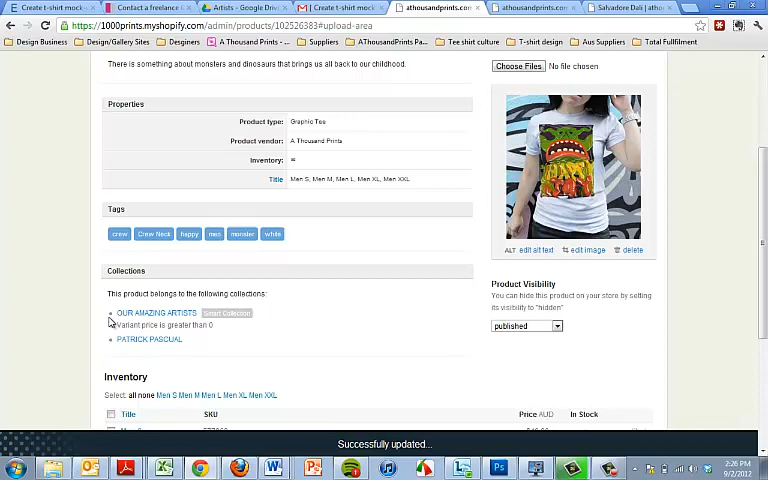 Create t-shirt mock-
Contact a freelance
Artists - Google Drive
Create t-shirt mock-
athousandprints.com
athousandprints.com
Salvadore Dali | athou
https://1000prints.myshopify.com/admin/products/102526383#upload-area
Design Business
Design/Gallery Sites
Desginers
A Thousand Prints -
Suppliers
AThousandPrints Pa...
Tee shirt culture
T-shirt design
Aus Suppliers
Total Fullfilment
There is something about monsters and dinosaurs that brings us all back to our childhood.
Choose Files No file chosen
Properties
Product type: Graphic Tee
Product vendor: A Thousand Prints
Inventory: ∞
Title Men S, Men M, Men L, Men XL, Men XXL
Tags
crew Crew Neck happy men monster white
ALT edit alt text edit image delete
Collections
This product belongs to the following collections:
OUR AMAZING ARTISTS Smart Collection
Variant price is greater than 0
PATRICK PASCUAL
Product Visibility
You can hide this product on your store by setting
its visibility to "hidden"
published
Inventory
Select: all none Men S Men M Men L Men XL Men XXL
Title SKU Price AUD In Stock
Successfully updated...
2:26 PM
9/2/2012